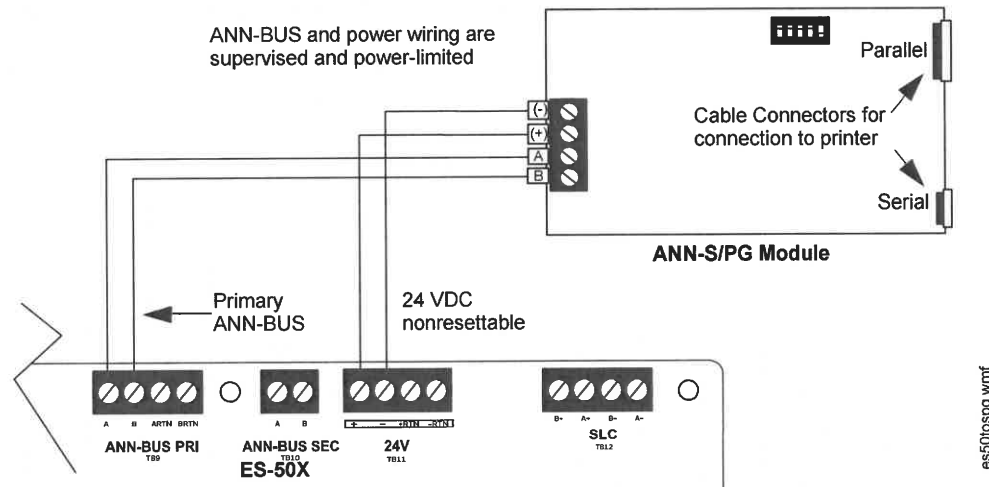 ANN-BUS and power wiring are
supervised and power-limited
Parallel
Cable Connectors for
connection to printer
(-)
(+)
A
B
Serial
ANN-S/PG Module
Primary
ANN-BUS
24 VDC
nonresettable
A B ARTN BRTN
ANN-BUS PRI
TB9
A B
ANN-BUS SEC
TB10
+ – +RTN –RTN
24V
TB11
B+ A+ B- A-
SLC
TB12
ES-50X
es50tospg.wmf